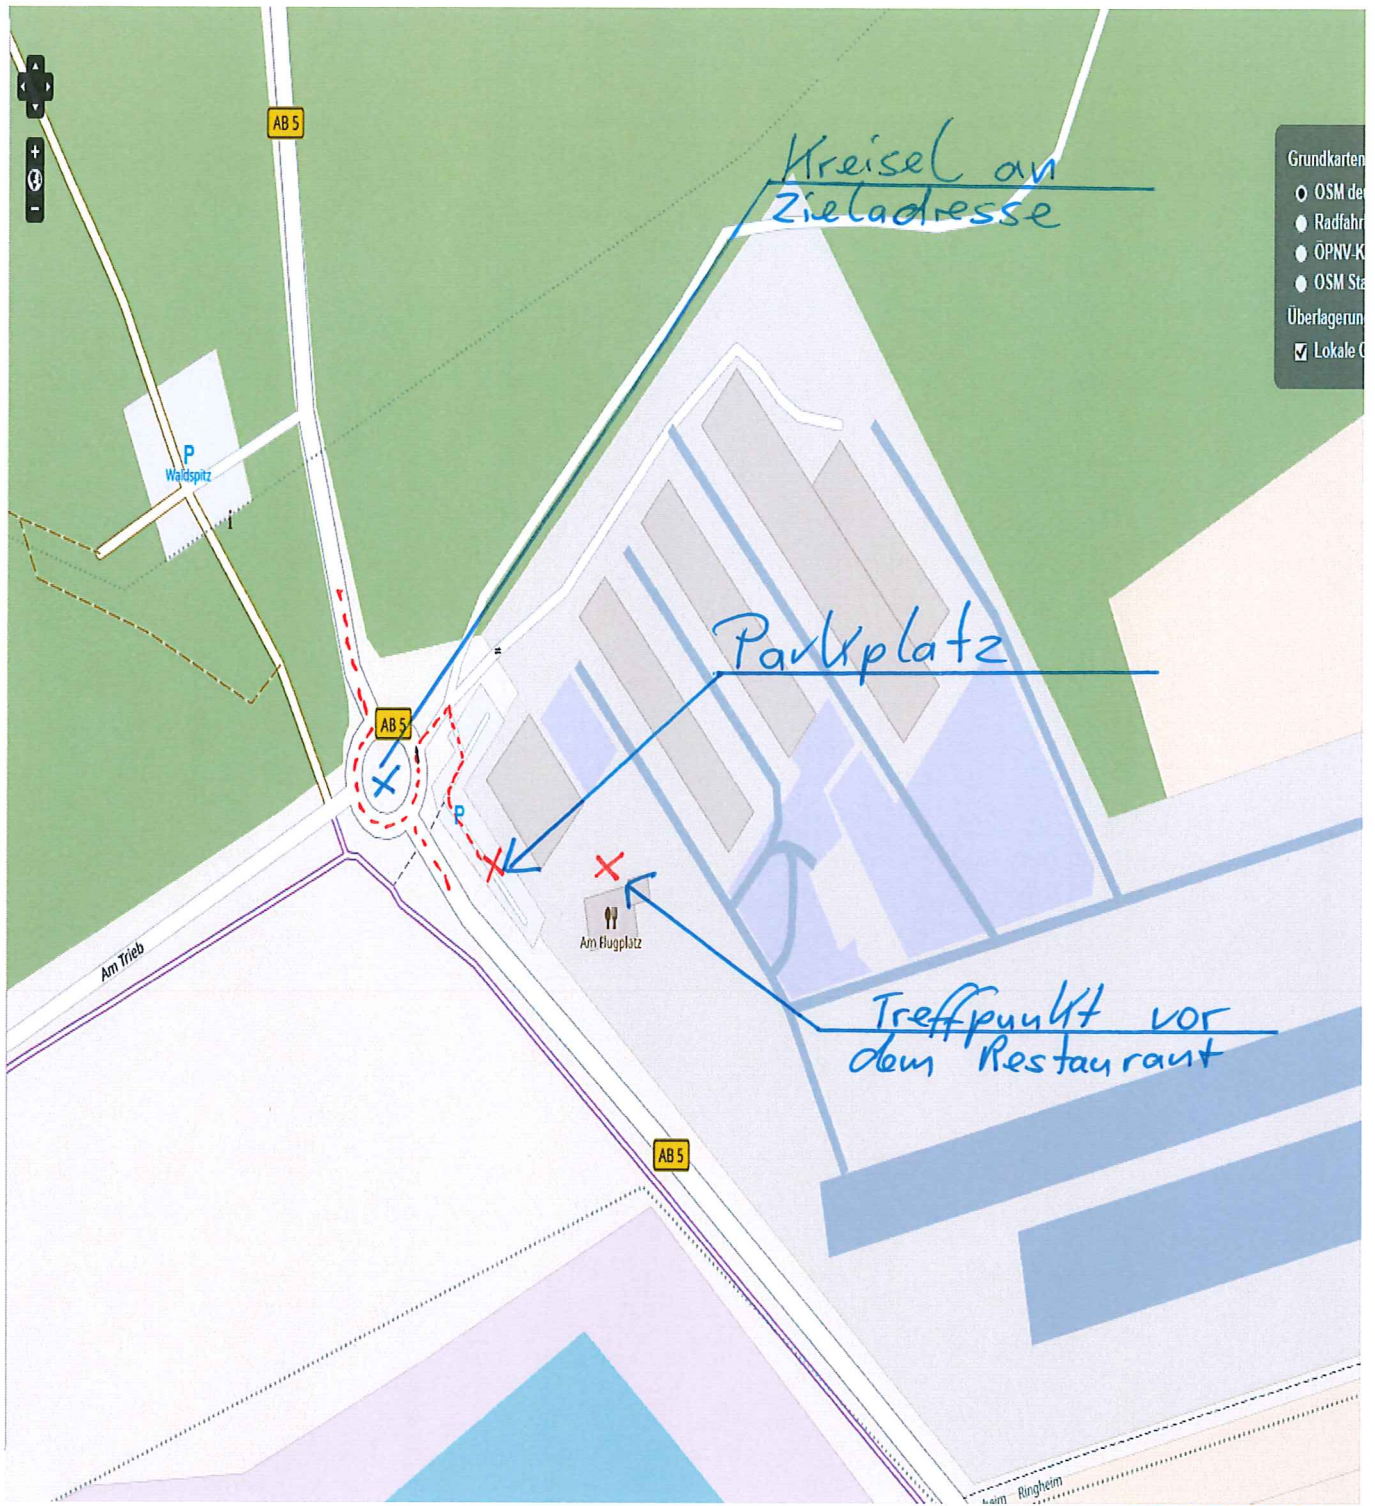 AB 5
Kreisel an
Zieladresse
Grundkarten
OSM de
Radfahr
ÖPNV-K
OSM Sta
Überlagerun
Lokale
P
Waldspitz
i
Parkplatz
AB 5
P
Am Flugplatz
Am Trieb
Treffpunkt vor
dem Restaurant
AB 5
heim Ringheim